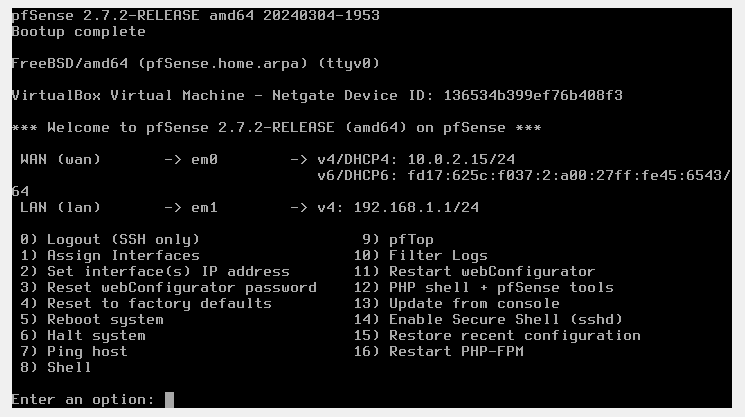 pfSense 2.7.2-RELEASE amd64 20240304-1953
Bootup complete
FreeBSD/amd64 (pfSense.home.arpa) (ttyv0)
VirtualBox Virtual Machine - Netgate Device ID: 136534b399ef76b408f3
*** Welcome to pfSense 2.7.2-RELEASE (amd64) on pfSense ***
WAN (wan)       -> em0        -> v4/DHCP4: 10.0.2.15/24
v6/DHCP6: fd17:625c:f037:2:a00:27ff:fe45:6543/
64
LAN (lan)       -> em1        -> v4: 192.168.1.1/24
0) Logout (SSH only)                  9) pfTop
1) Assign Interfaces                 10) Filter Logs
2) Set interface(s) IP address       11) Restart webConfigurator
3) Reset webConfigurator password    12) PHP shell + pfSense tools
4) Reset to factory defaults         13) Update from console
5) Reboot system                     14) Enable Secure Shell (sshd)
6) Halt system                       15) Restore recent configuration
7) Ping host                         16) Restart PHP-FPM
8) Shell
Enter an option: